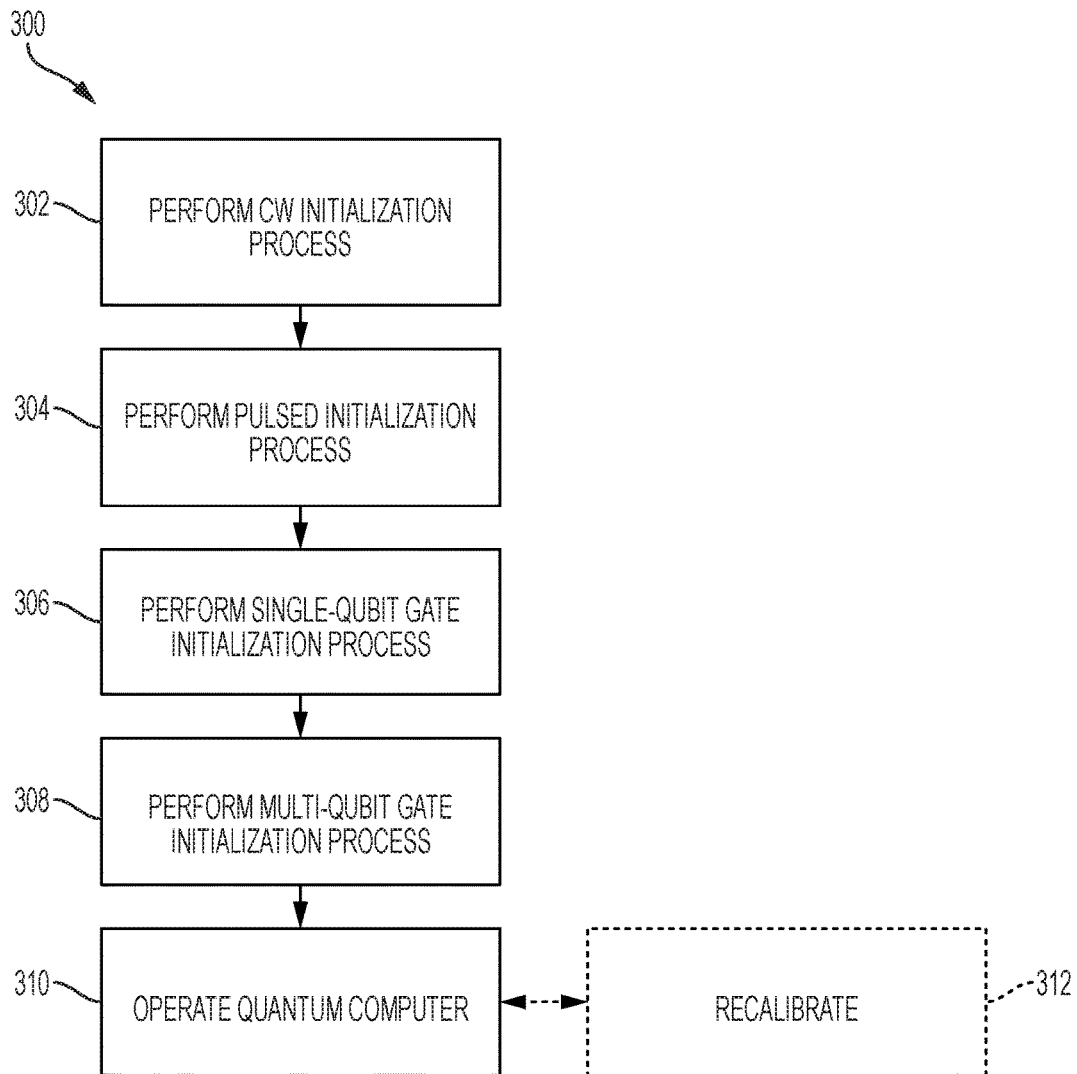 300
302
PERFORM CW INITIALIZATION
PROCESS
304
PERFORM PULSED INITIALIZATION
PROCESS
306
PERFORM SINGLE-QUBIT GATE
INITIALIZATION PROCESS
308
PERFORM MULTI-QUBIT GATE
INITIALIZATION PROCESS
310
OPERATE QUANTUM COMPUTER
RECALIBRATE
312